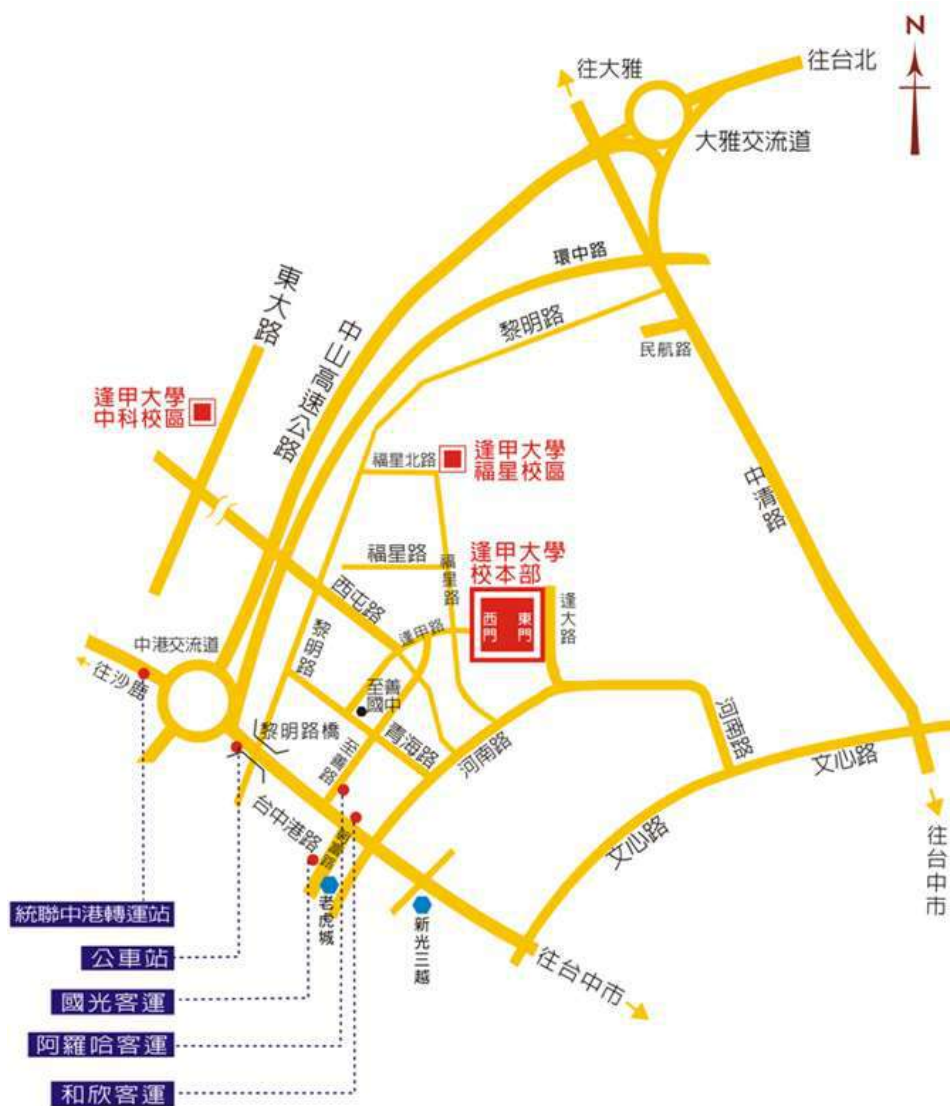 N
往大雅
往台北
大雅交流道
環中路
東大路
中山高速公路
黎明路
民航路
逢甲大學
中科校區
福星北路
逢甲大學
福星校區
中清路
福星路
福星路
逢甲大學
校本部
西門
東門
逢大路
西屯路
逢甲路
黎明路
中港交流道
往沙鹿
至善
國中
黎明路橋
青海路
至善路
河南路
河南路
文心路
文心路
台中港路
往台中市
老虎城
新光三越
往台中市
統聯中港轉運站
公車站
國光客運
阿羅哈客運
和欣客運